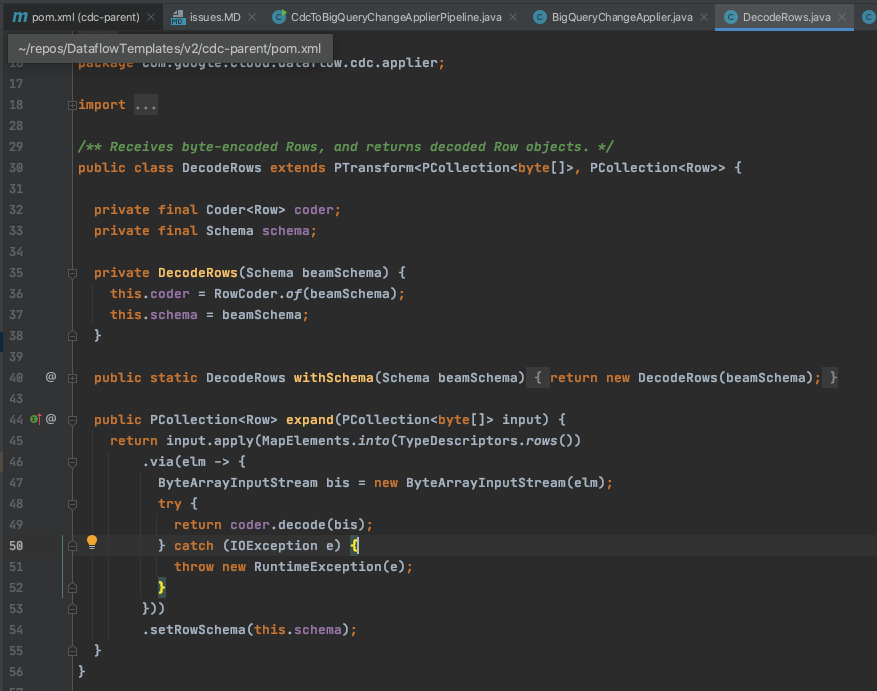 m pom.xml (cdc-parent) × issues.MD × CdcToBigQueryChangeApplierPipeline.java × BigQueryChangeApplier.java × DecodeRows.java ×
~/repos/DataflowTemplates/v2/cdc-parent/pom.xml
16 package com.google.cloud.dataflow.cdc.applier;
17
18 import ...
28
29 /** Receives byte-encoded Rows, and returns decoded Row objects. */
30 public class DecodeRows extends PTransform<PCollection<byte[]>, PCollection<Row>> {
31
32 private final Coder<Row> coder;
33 private final Schema schema;
34
35 private DecodeRows(Schema beamSchema) {
36 this.coder = RowCoder.of(beamSchema);
37 this.schema = beamSchema;
38 }
39
40 @ public static DecodeRows withSchema(Schema beamSchema) { return new DecodeRows(beamSchema); }
43
44 @ public PCollection<Row> expand(PCollection<byte[]> input) {
45 return input.apply(MapElements.into(TypeDescriptors.rows())
46 .via(elm -> {
47 ByteArrayInputStream bis = new ByteArrayInputStream(elm);
48 try {
49 return coder.decode(bis);
50 } catch (IOException e) {
51 throw new RuntimeException(e);
52 }
53 }))
54 .setRowSchema(this.schema);
55 }
56 }